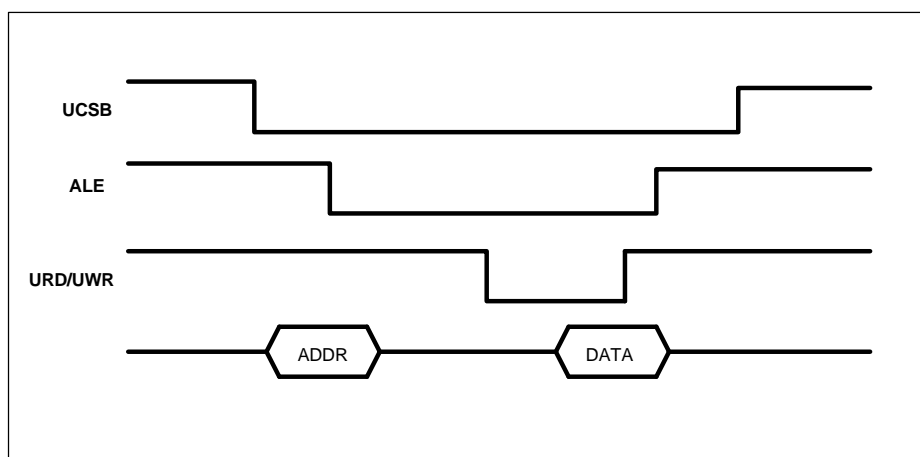 UCSB
ALE
URD/UWR
ADDR
DATA